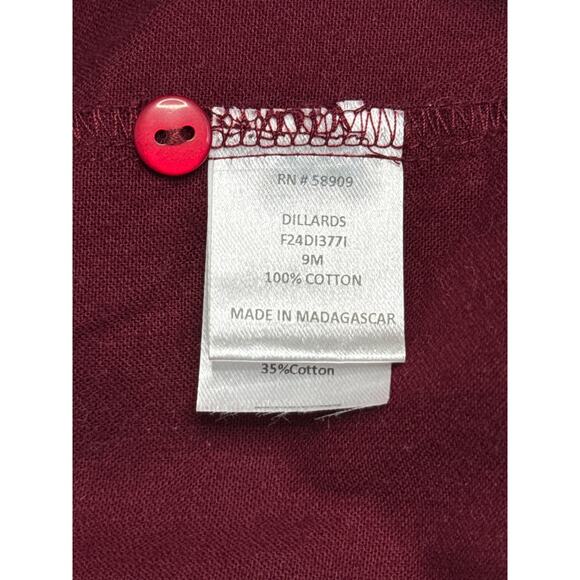 RN # 58909
DILLARDS
F24DI377I
9M
100% COTTON
MADE IN MADAGASCAR
35%Cotton